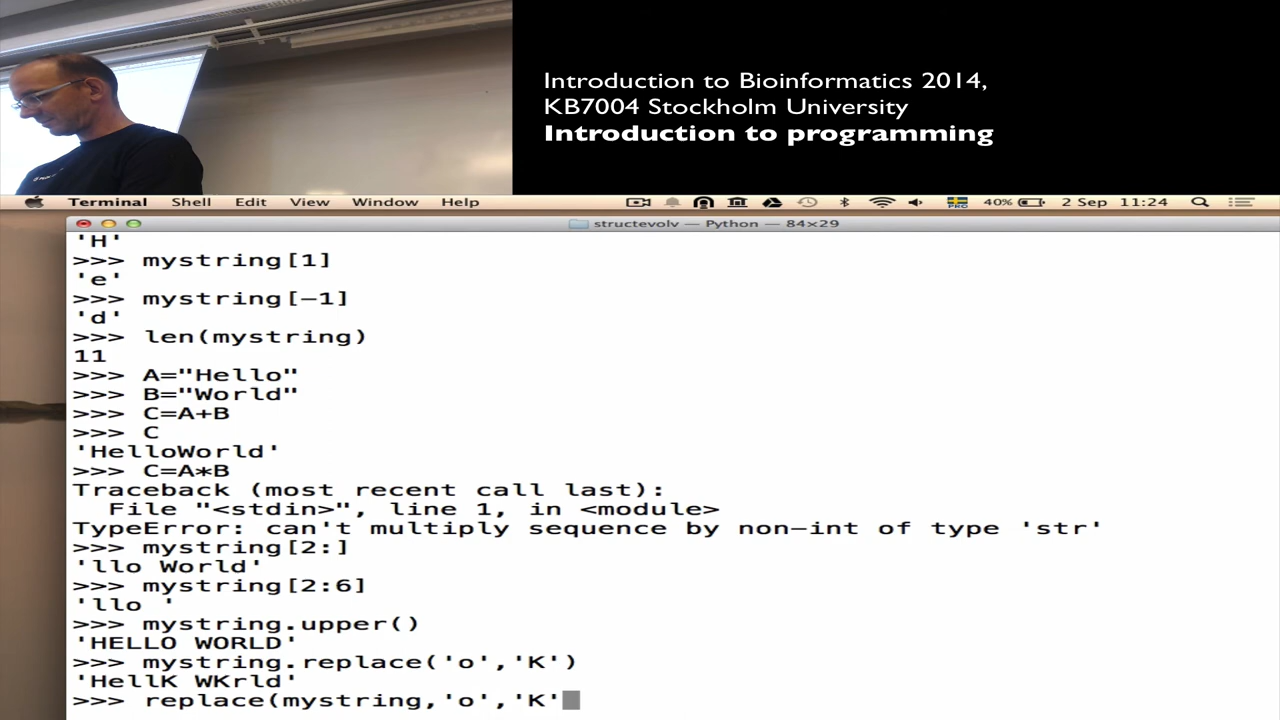 Introduction to Bioinformatics 2014,
KB7004 Stockholm University
Introduction to programming
Terminal Shell Edit View Window Help 40% 2 Sep 11:24
structevolv — Python — 84×29
'H'
>>> mystring[1]
'e'
>>> mystring[-1]
'd'
>>> len(mystring)
11
>>> A="Hello"
>>> B="World"
>>> C=A+B
>>> C
'HelloWorld'
>>> C=A*B
Traceback (most recent call last):
  File "<stdin>", line 1, in <module>
TypeError: can't multiply sequence by non-int of type 'str'
>>> mystring[2:]
'llo World'
>>> mystring[2:6]
'llo '
>>> mystring.upper()
'HELLO WORLD'
>>> mystring.replace('o','K')
'HellK WKrld'
>>> replace(mystring,'o','K'